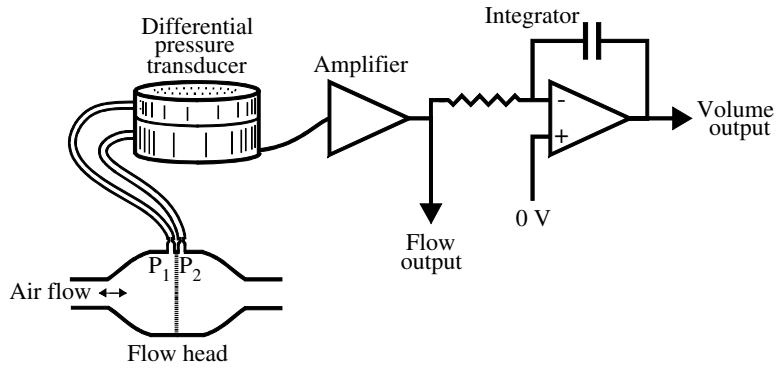 Integrator
Differential
pressure
transducer
Amplifier
-
+
Volume
output
0 V
Flow
output
P1 P2
Air flow
Flow head